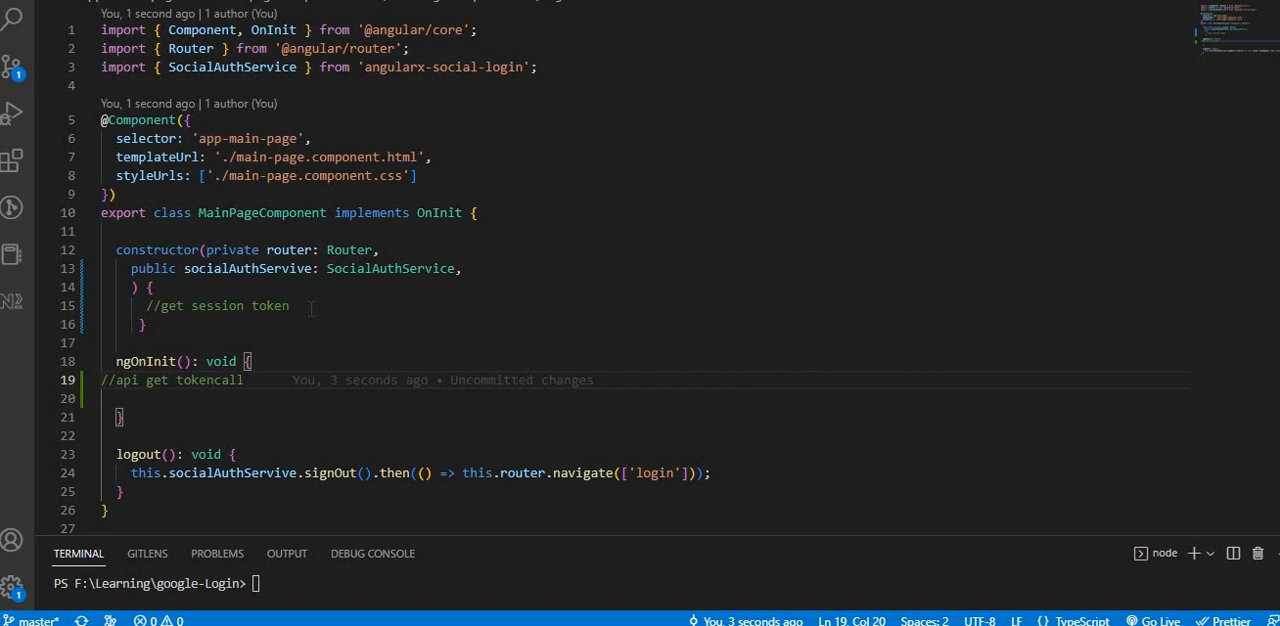 You, 1 second ago | 1 author (You)
1 import { Component, OnInit } from '@angular/core';
2 import { Router } from '@angular/router';
3 import { SocialAuthService } from 'angularx-social-login';
4
You, 1 second ago | 1 author (You)
5 @Component({
6 selector: 'app-main-page',
7 templateUrl: './main-page.component.html',
8 styleUrls: ['./main-page.component.css']
9 })
10 export class MainPageComponent implements OnInit {
11
12 constructor(private router: Router,
13 public socialAuthServive: SocialAuthService,
14 ) {
15 //get session token
16 }
17
18 ngOnInit(): void {
19 //api get tokencall You, 3 seconds ago • Uncommitted changes
20
21 }
22
23 logout(): void {
24 this.socialAuthServive.signOut().then(() => this.router.navigate(['login']));
25 }
26 }
27
1
N2
TERMINAL GITLENS PROBLEMS OUTPUT DEBUG CONSOLE node
PS F:\Learning\google-Login>
1
master* 0 0 You, 3 seconds ago Ln 19, Col 20 Spaces: 2 UTF-8 LF { } TypeScript Go Live Prettier